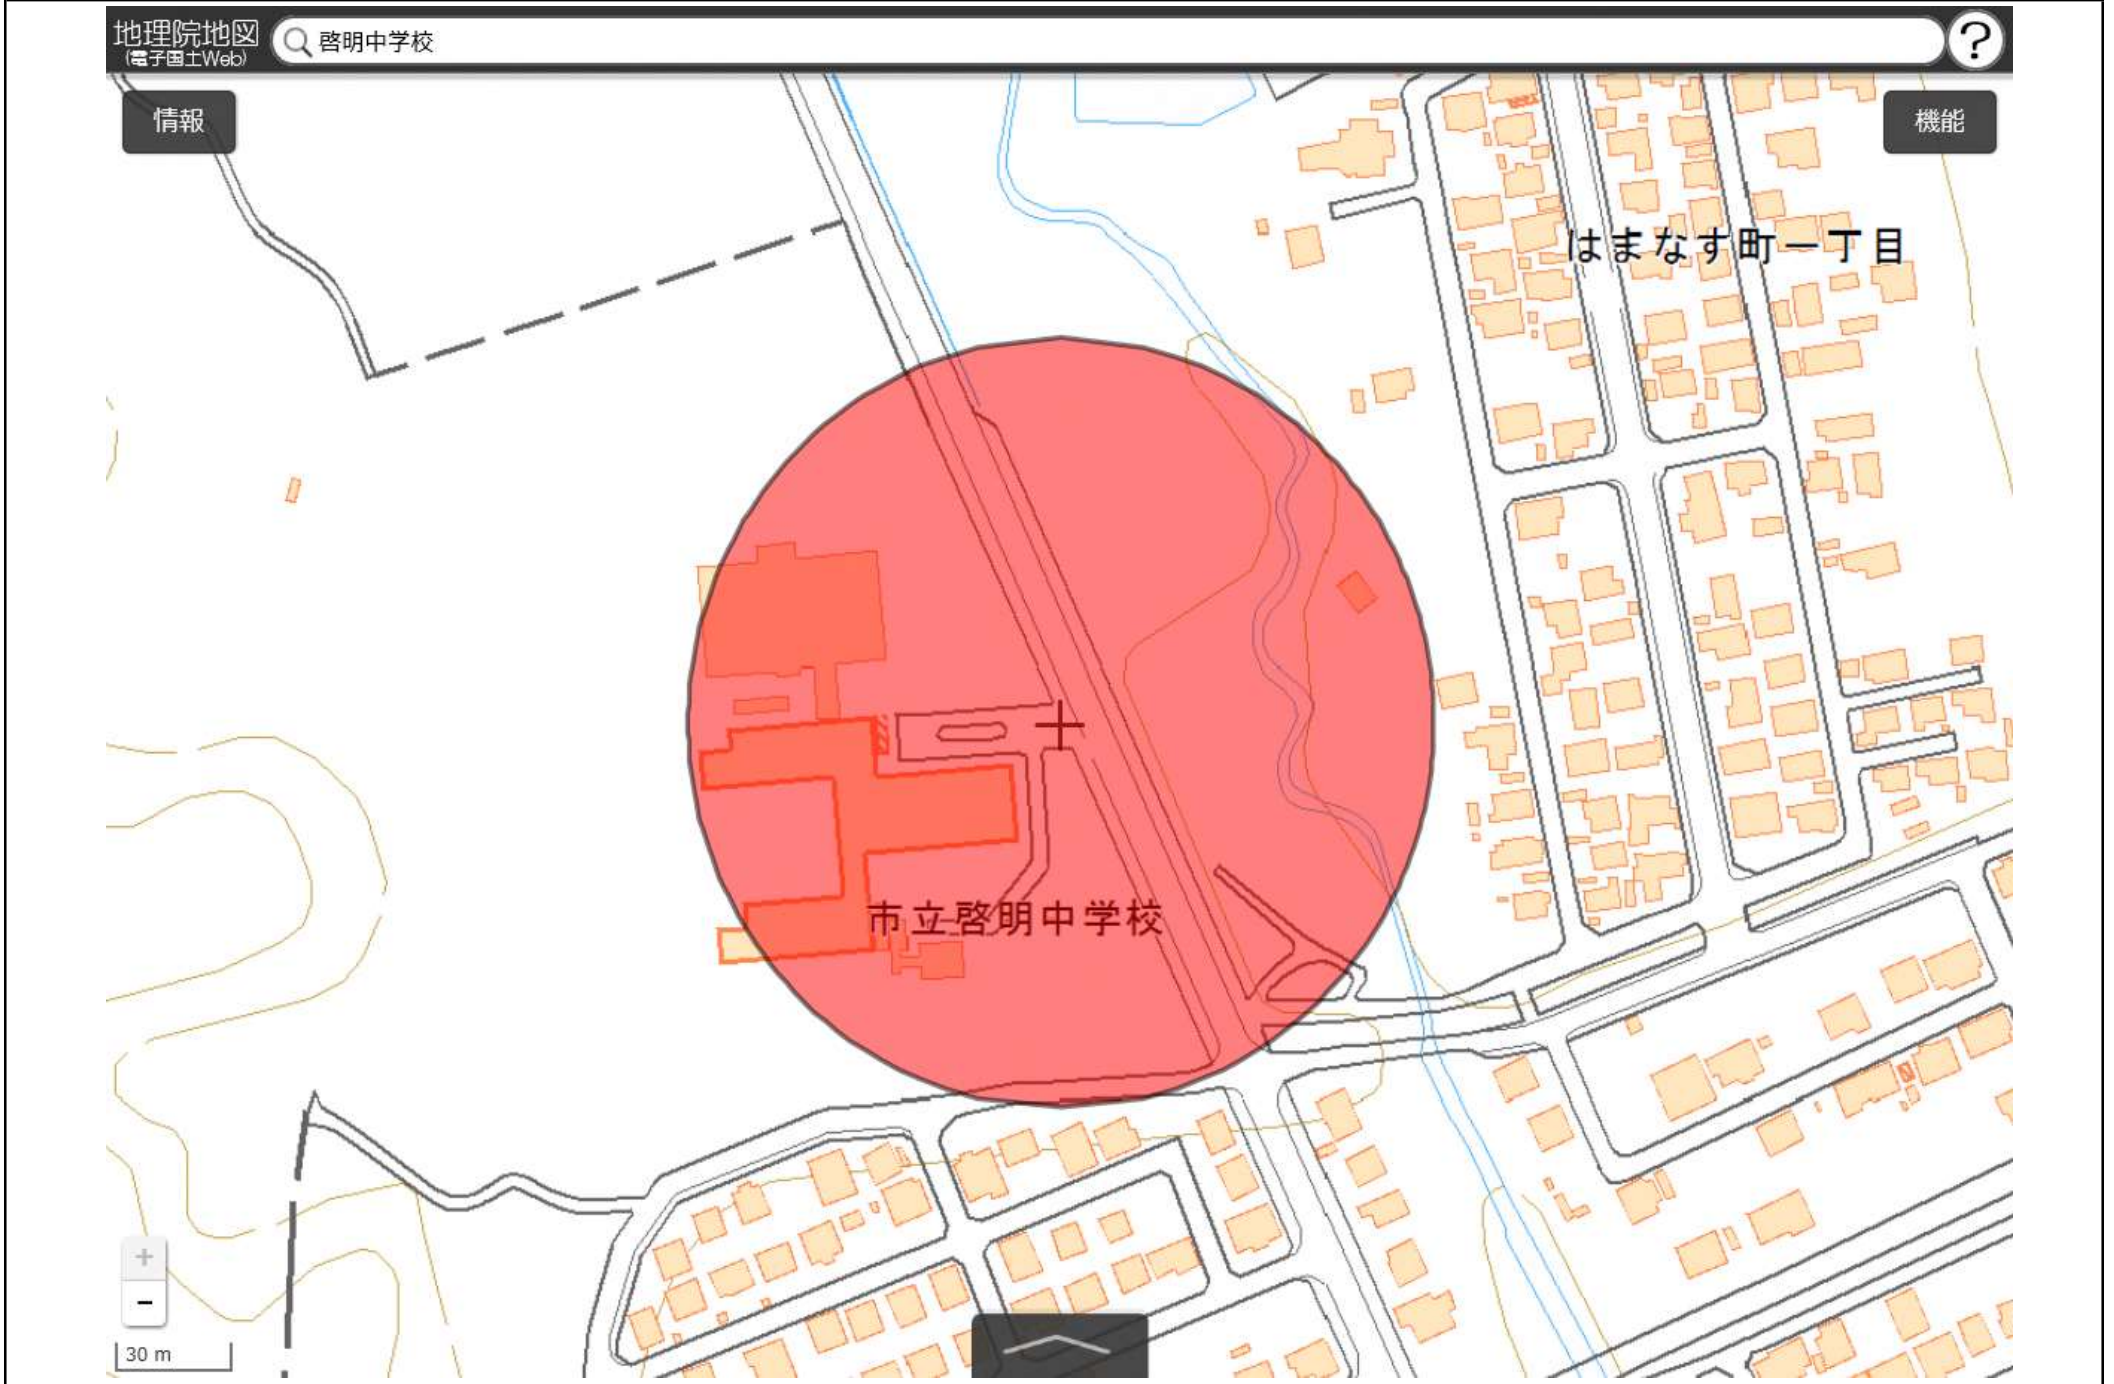 地理院地図
(電子国土Web)
啓明中学校
?
情報
機能
はまなす町一丁目
市立啓明中学校
+
-
30 m